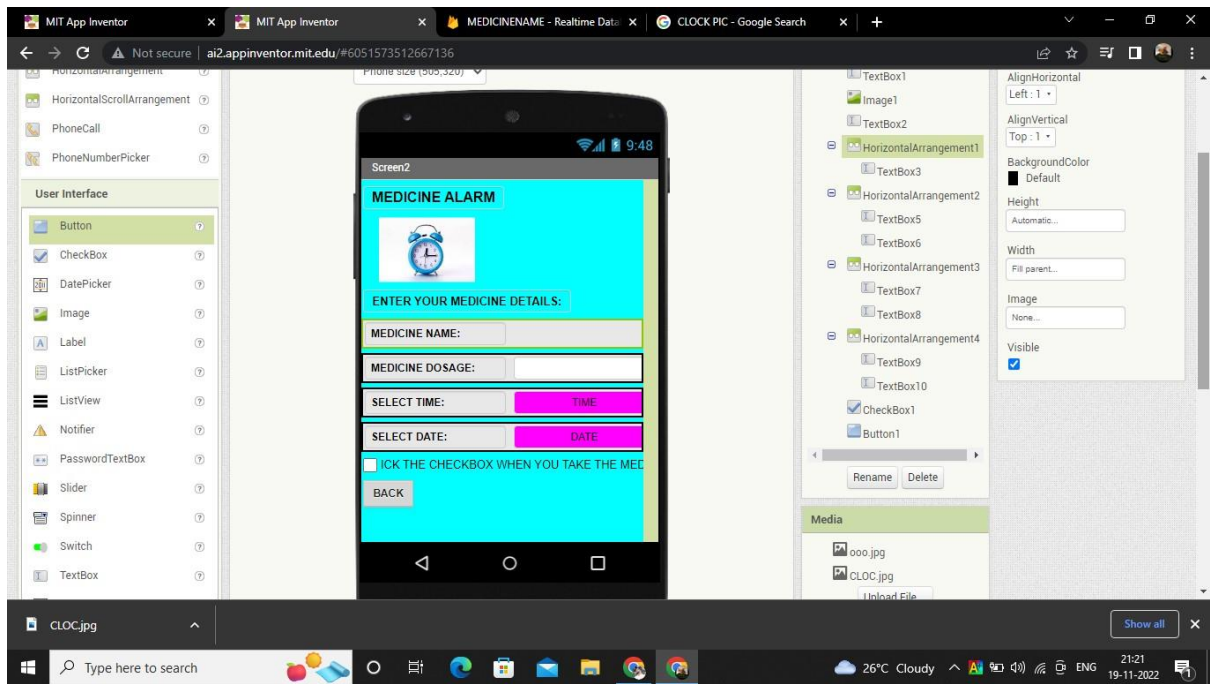 MIT App Inventor
MIT App Inventor
MEDICINENAME - Realtime Data
CLOCK PIC - Google Search
Not secure | ai2.appinventor.mit.edu/#6051573512667136
HorizontalArrangement
HorizontalScrollArrangement
PhoneCall
PhoneNumberPicker
User Interface
Button
CheckBox
DatePicker
Image
Label
ListPicker
ListView
Notifier
PasswordTextBox
Slider
Spinner
Switch
TextBox
Phone size (505,320)
9:48
Screen2
MEDICINE ALARM
ENTER YOUR MEDICINE DETAILS:
MEDICINE NAME:
MEDICINE DOSAGE:
SELECT TIME: TIME
SELECT DATE: DATE
ICK THE CHECKBOX WHEN YOU TAKE THE MED
BACK
TextBox1
Image1
TextBox2
HorizontalArrangement1
TextBox3
HorizontalArrangement2
TextBox5
TextBox6
HorizontalArrangement3
TextBox7
TextBox8
HorizontalArrangement4
TextBox9
TextBox10
CheckBox1
Button1
Rename Delete
Media
ooo.jpg
CLOC.jpg
Upload File ...
AlignHorizontal
Left : 1
AlignVertical
Top : 1
BackgroundColor
Default
Height
Automatic...
Width
Fill parent...
Image
None...
Visible
CLOC.jpg
Show all
Type here to search
26°C Cloudy
ENG
21:21
19-11-2022